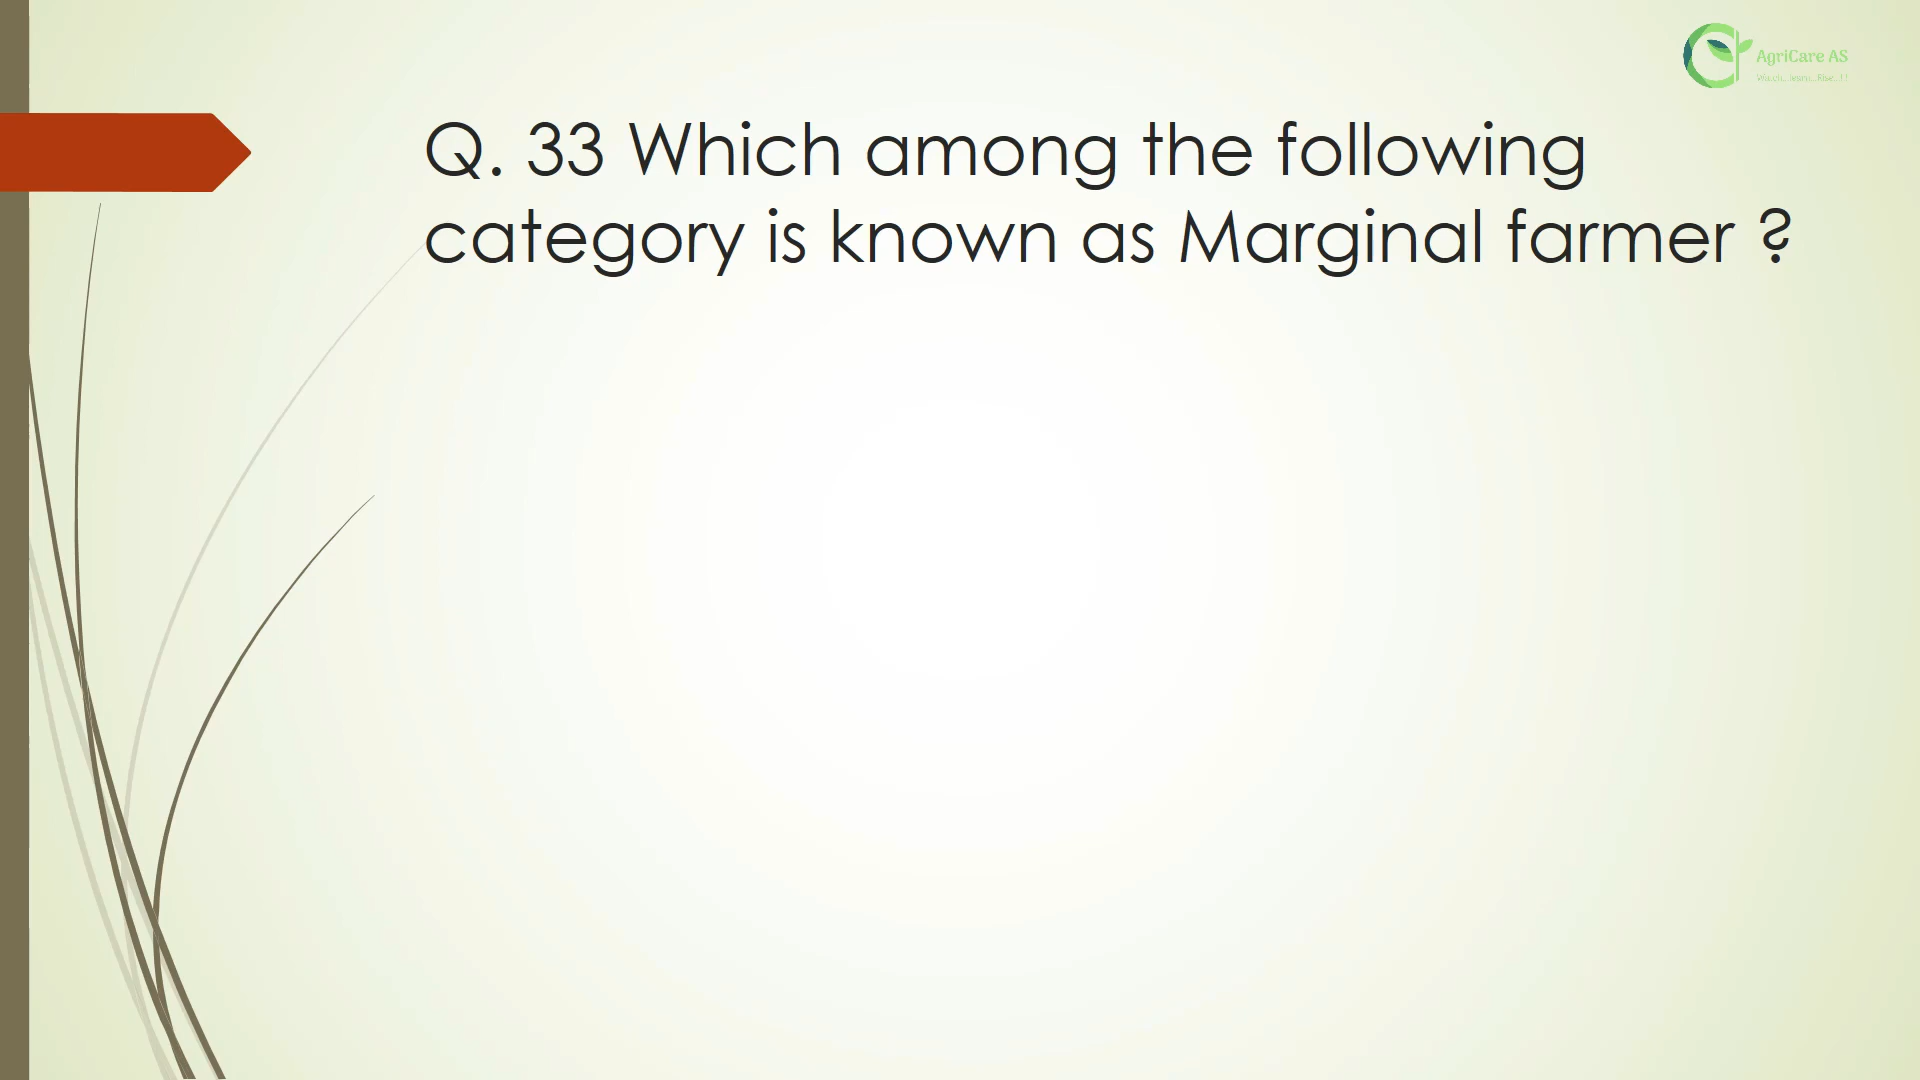 AgriCare AS
Q. 33 Which among the following
category is known as Marginal farmer ?